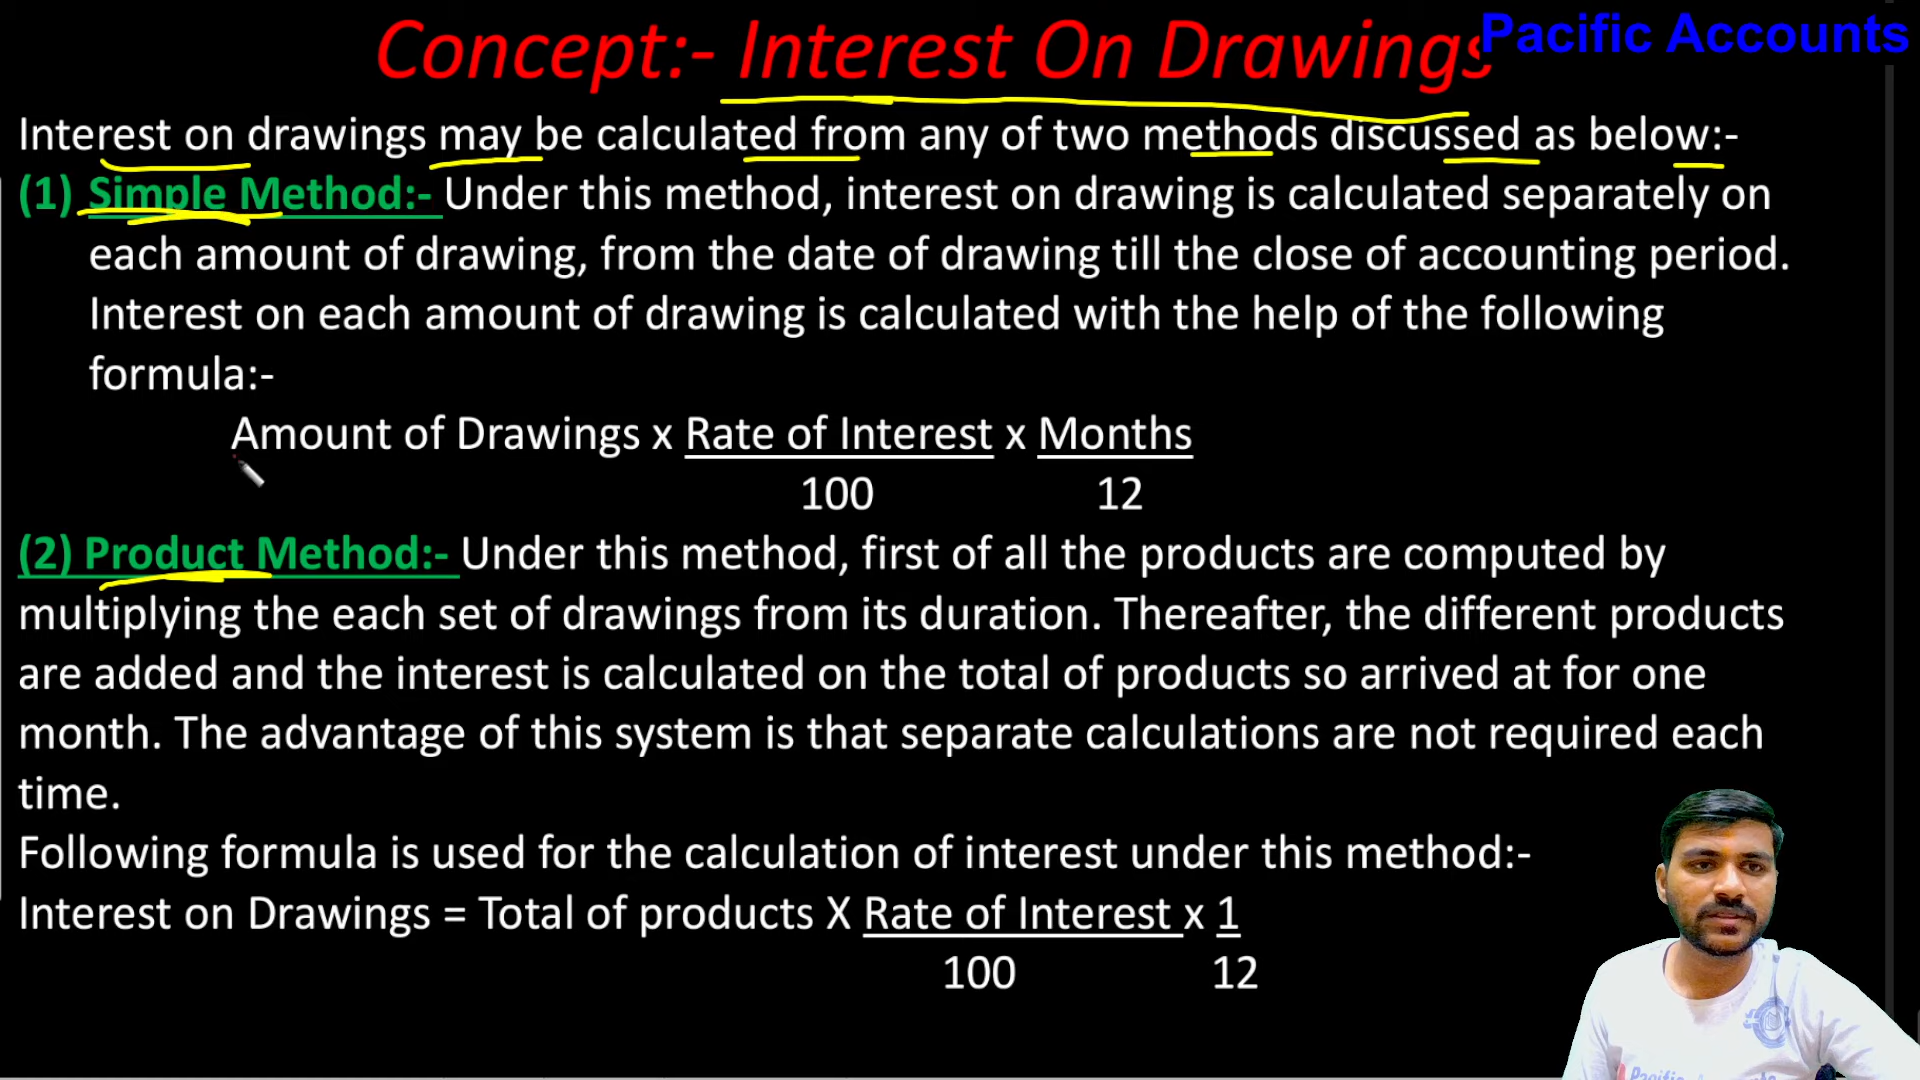 Concept:- Interest On Drawings
Pacific Accounts
Interest on drawings may be calculated from any of two methods discussed as below:-
(1) Simple Method:- Under this method, interest on drawing is calculated separately on
each amount of drawing, from the date of drawing till the close of accounting period.
Interest on each amount of drawing is calculated with the help of the following
formula:-
Amount of Drawings x Rate of Interest x Months
100 12
(2) Product Method:- Under this method, first of all the products are computed by
multiplying the each set of drawings from its duration. Thereafter, the different products
are added and the interest is calculated on the total of products so arrived at for one
month. The advantage of this system is that separate calculations are not required each
time.
Following formula is used for the calculation of interest under this method:-
Interest on Drawings = Total of products X Rate of Interest x 1
100 12